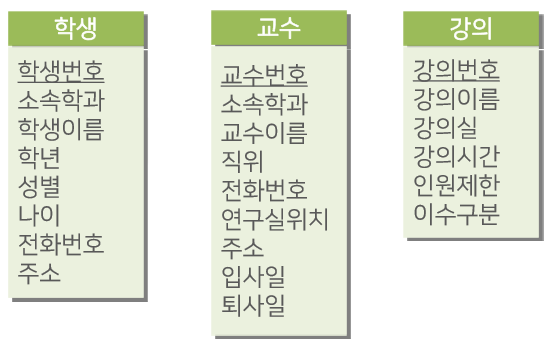 학생
학생번호
소속학과
학생이름
학년
성별
나이
전화번호
주소
교수
교수번호
소속학과
교수이름
직위
전화번호
연구실위치
주소
입사일
퇴사일
강의
강의번호
강의이름
강의실
강의시간
인원제한
이수구분